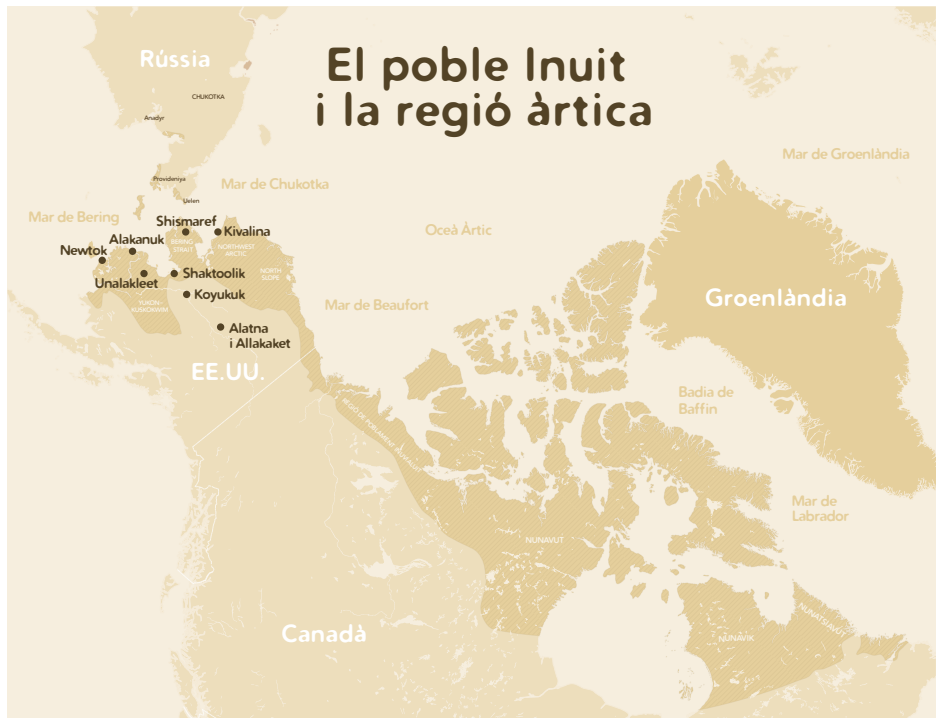 El poble Inuit
i la regió àrtica
Rússia
CHUKOTKA
Anadyr
Provideniya
Uelen
Mar de Groenlàndia
Mar de Chukotka
Mar de Bering
Shismaref
Kivalina
Oceà Àrtic
Alakanuk
BERING
STRAIT
NORTHWEST
ARCTIC
Newtok
Shaktoolik
NORTH
SLOPE
Unalakleet
Koyukuk
YUKON-
KUSKOKWIM
Mar de Beaufort
Groenlàndia
Alatna
i Allakaket
EE.UU.
Badia de
Baffin
Mar de
Labrador
NUNAVUT
Canadà
NUNAVIK
NUNATSIAVUT